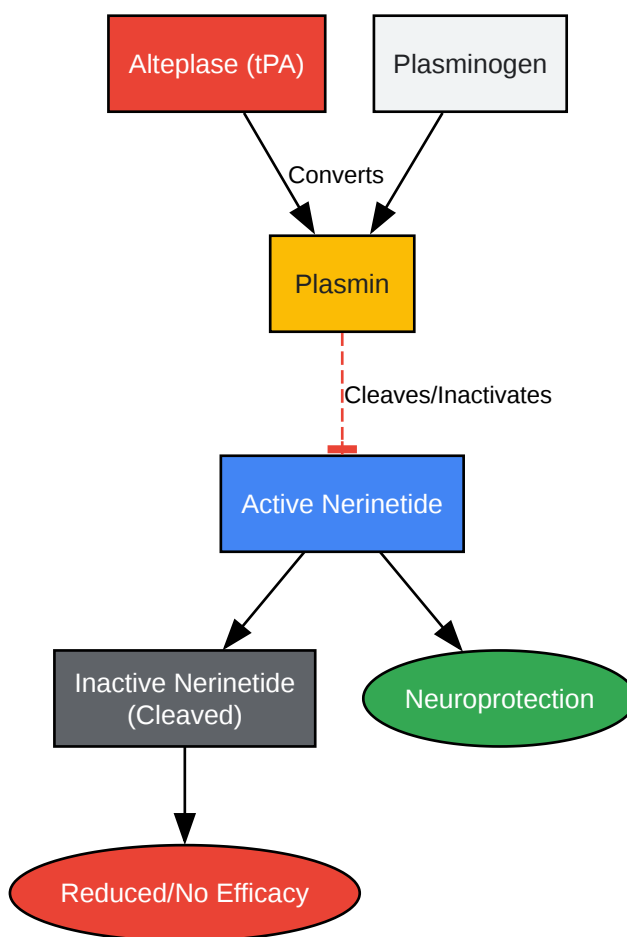 Alteplase (tPA)
Plasminogen
Converts
Plasmin
Cleaves/Inactivates
Active Nerinetide
Inactive Nerinetide
(Cleaved)
Neuroprotection
Reduced/No Efficacy